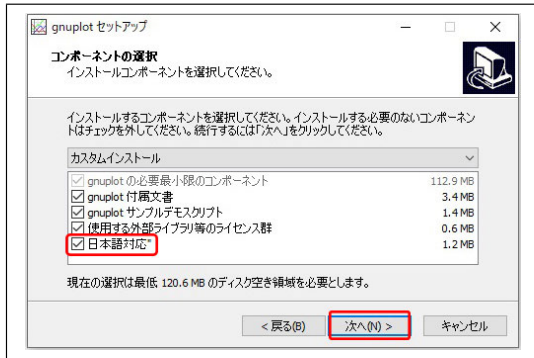 gnuplot セットアップ
コンポーネントの選択
インストールコンポーネントを選択してください。
インストールするコンポーネントを選択してください。インストールする必要のないコンポーネン
トはチェックを外してください。続行するには「次へ」をクリックしてください。
カスタムインストール
gnuplot の必要最小限のコンポーネント 112.9 MB
gnuplot 付属文書 3.4 MB
gnuplot サンプルデモスクリプト 1.4 MB
使用する外部ライブラリ等のライセンス群 0.6 MB
日本語対応* 1.2 MB
現在の選択は最低 120.6 MB のディスク空き領域を必要とします。
< 戻る(B) 次へ(N) > キャンセル